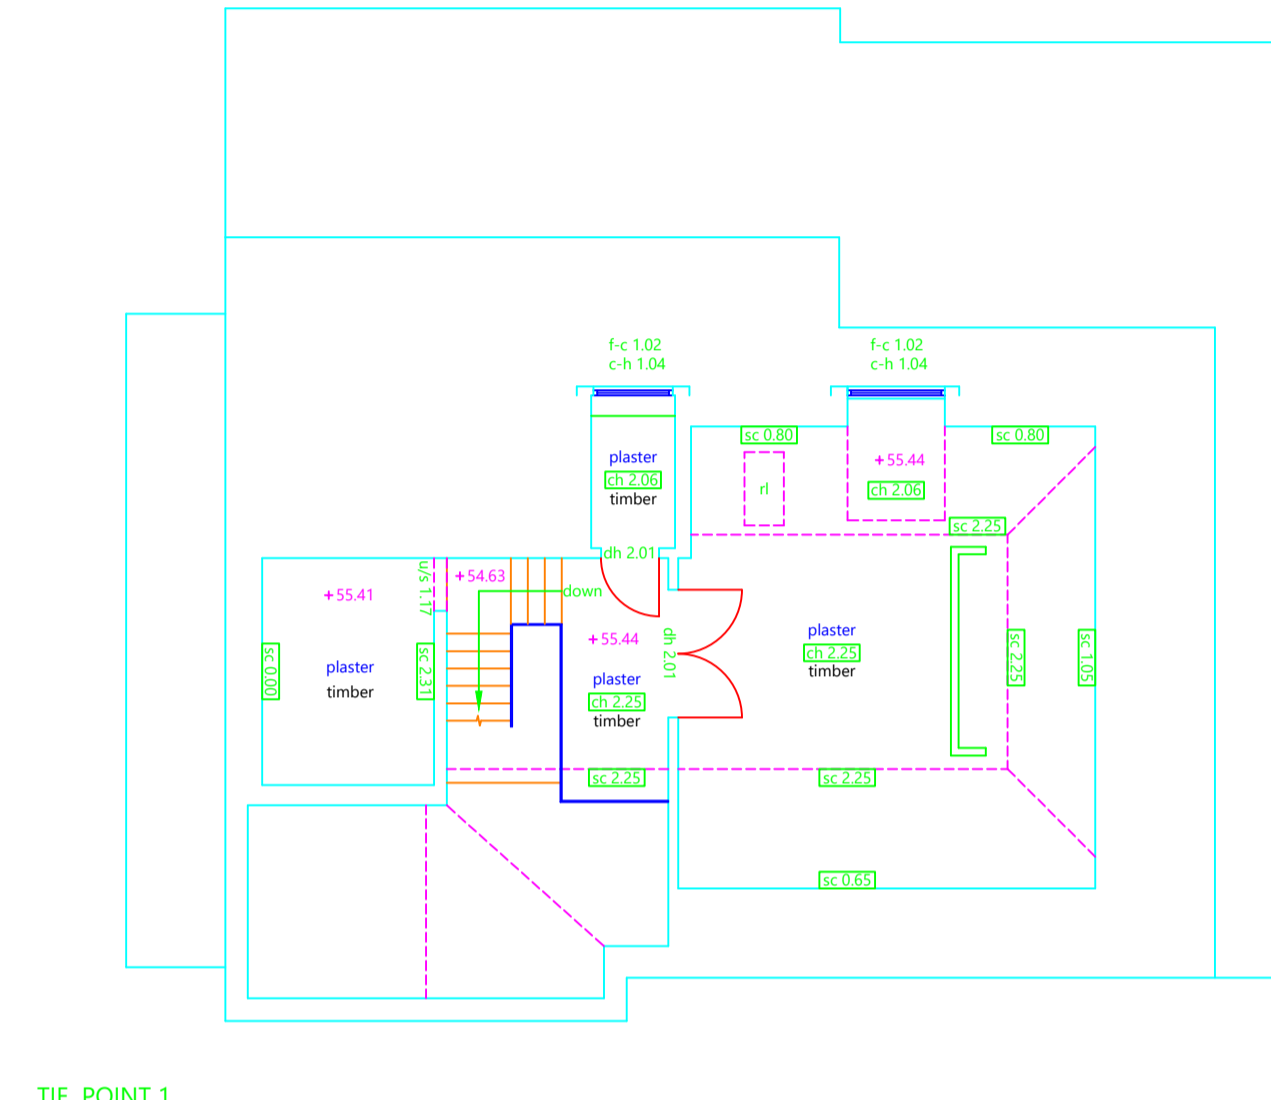 f-c 1.02
c-h 1.04
f-c 1.02
c-h 1.04
sc 0.80
sc 0.80
plaster
ch 2.06
timber
+55.44
ch 2.06
rl
sc 2.25
dh 2.01
u/s 1.17
+54.63
+55.41
down
+55.44
dh 2.01
plaster
ch 2.25
timber
sc 0.00
plaster
timber
sc 2.31
plaster
ch 2.25
timber
sc 2.25
sc 1.05
sc 2.25
sc 2.25
sc 0.65
TIE POINT 1